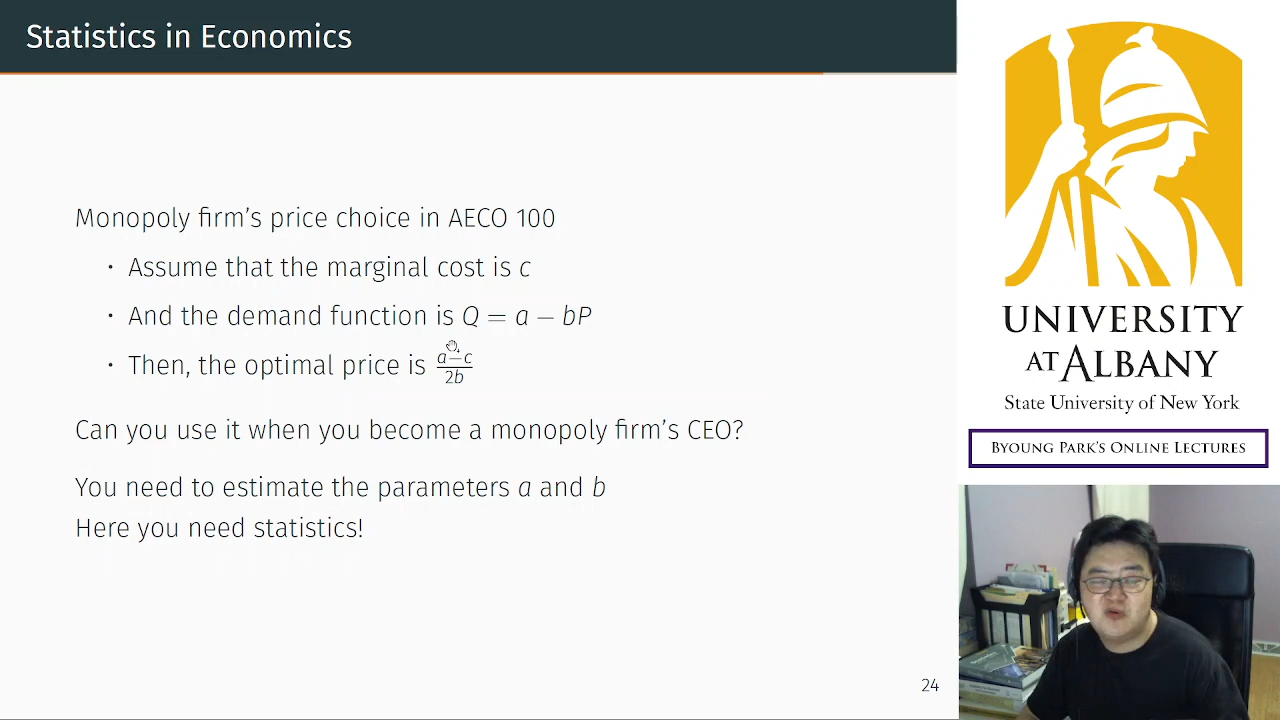 Statistics in Economics
Monopoly firm's price choice in AECO 100
· Assume that the marginal cost is c
· And the demand function is Q = a − bP
· Then, the optimal price is (a−c)/2b
Can you use it when you become a monopoly firm's CEO?
You need to estimate the parameters a and b
Here you need statistics!
24
UNIVERSITY
AT ALBANY
State University of New York
BYOUNG PARK'S ONLINE LECTURES